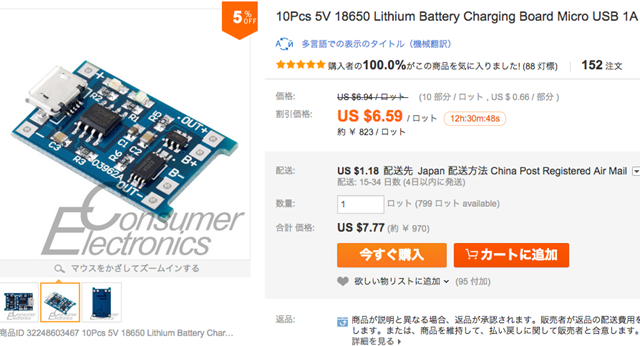 5%
OFF
10Pcs 5V 18650 Lithium Battery Charging Board Micro USB 1A
多言語での表示のタイトル（機械翻訳）
購入者の100.0%がこの商品を気に入りました! (88 灯標)
152 注文
価格:
US $6.94 / ロット (10 部分 / ロット , US $ 0.66 / 部分 )
割引価格:
US $6.59 / ロット
12h:30m:48s
約 ￥ 823 / ロット
配送:
US $1.18 配送先 Japan 配送方法 China Post Registered Air Mail
配送: 15-34 日数 (4日以内に発送)
数量:
1
ロット (799 ロット available)
合計 価格:
US $7.77 (約 ￥ 970)
今すぐ購入
カートに追加
欲しい物リストに追加
(95 付加)
返品:
商品が説明と異なる場合、返品が承認されます。販売者が返品の配送費用を
します。または、商品を維持して、払い戻しに関して販売者と合意します。
詳細を見る
OUT+
B+
B-
OUT-
R5
R6
C1
C2
C3
R3
03962A
Consumer
Electronics
マウスをかざしてズームインする
商品ID 32248603467 10Pcs 5V 18650 Lithium Battery Char...